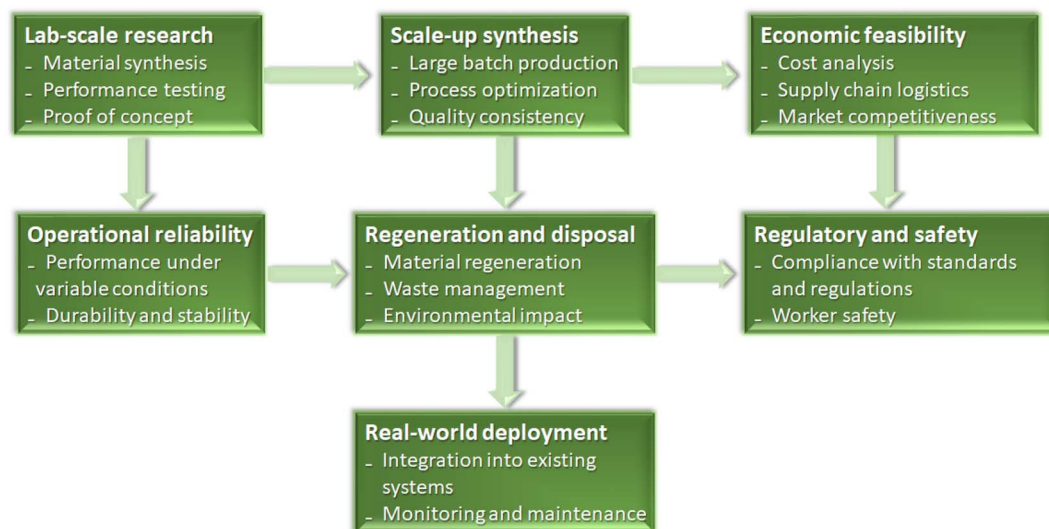 Lab-scale research
- Material synthesis
- Performance testing
- Proof of concept
Scale-up synthesis
- Large batch production
- Process optimization
- Quality consistency
Economic feasibility
- Cost analysis
- Supply chain logistics
- Market competitiveness
Operational reliability
- Performance under
variable conditions
- Durability and stability
Regeneration and disposal
- Material regeneration
- Waste management
- Environmental impact
Regulatory and safety
- Compliance with standards
and regulations
- Worker safety
Real-world deployment
- Integration into existing
systems
- Monitoring and maintenance